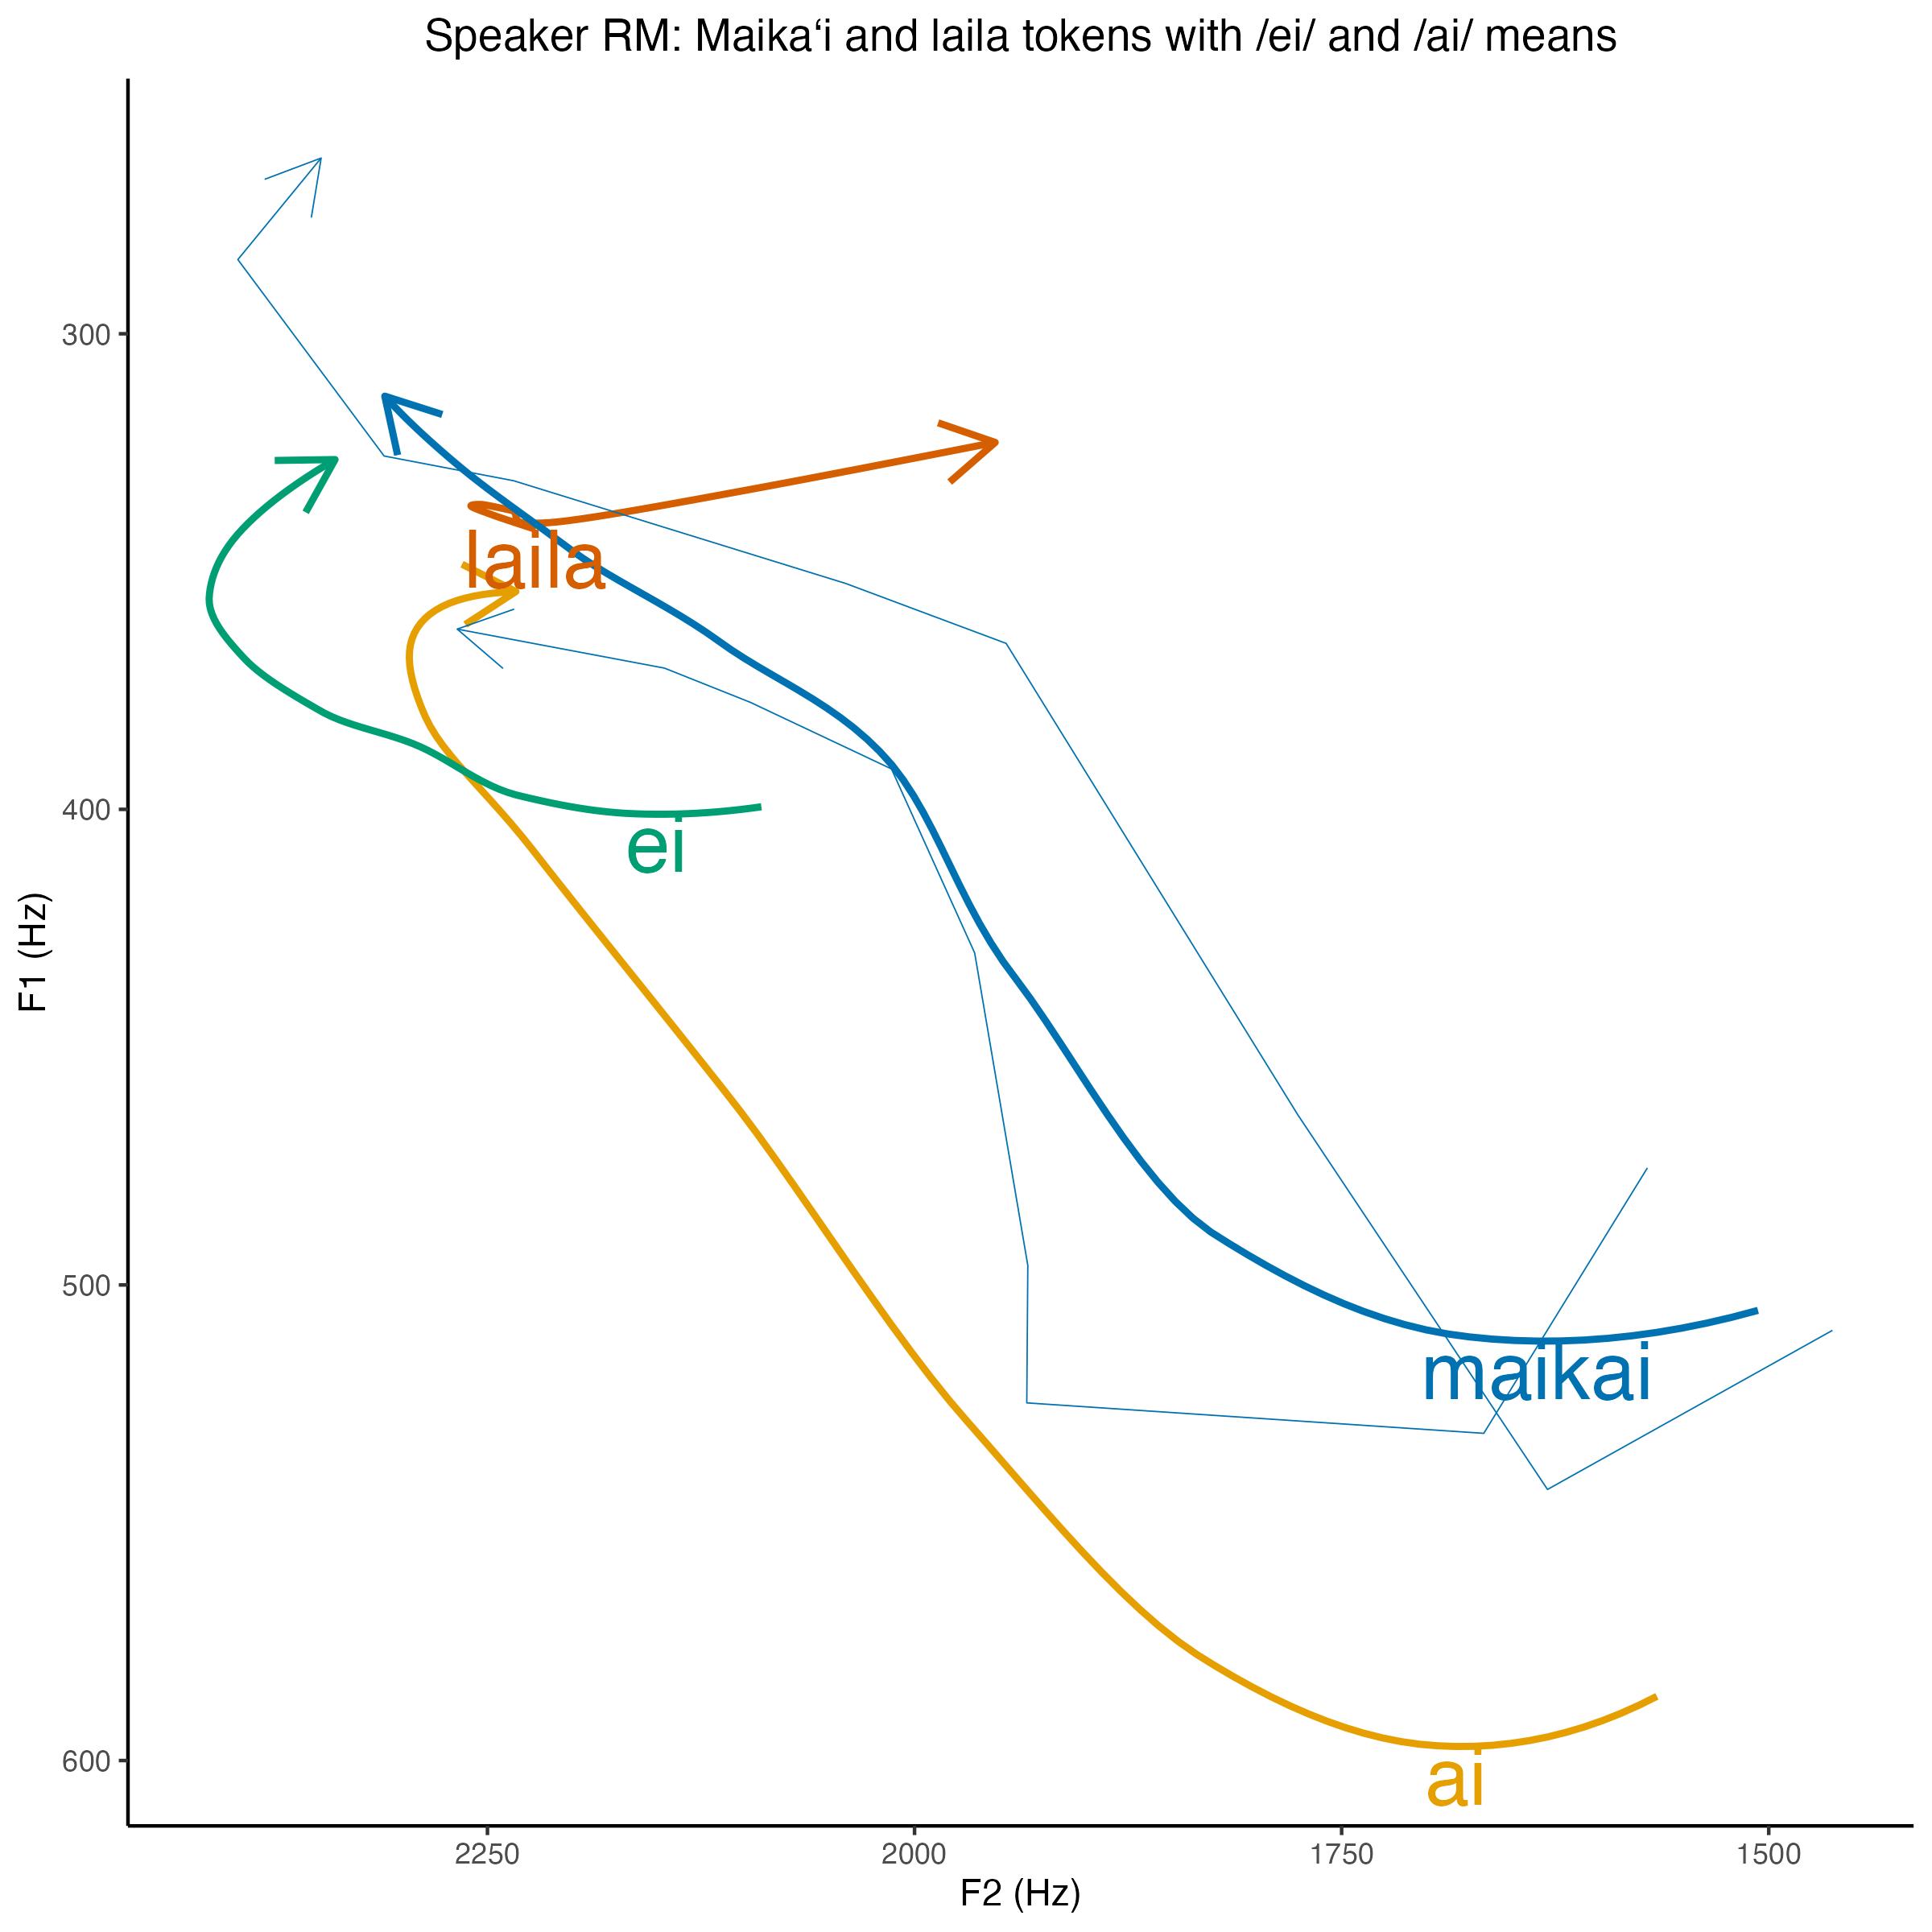 Speaker RM: Maika‘i and laila tokens with /ei/ and /ai/ means
300
laila
400
ei
F1 (Hz)
500
maikai
600
ai
2250 2000 1750 1500
F2 (Hz)